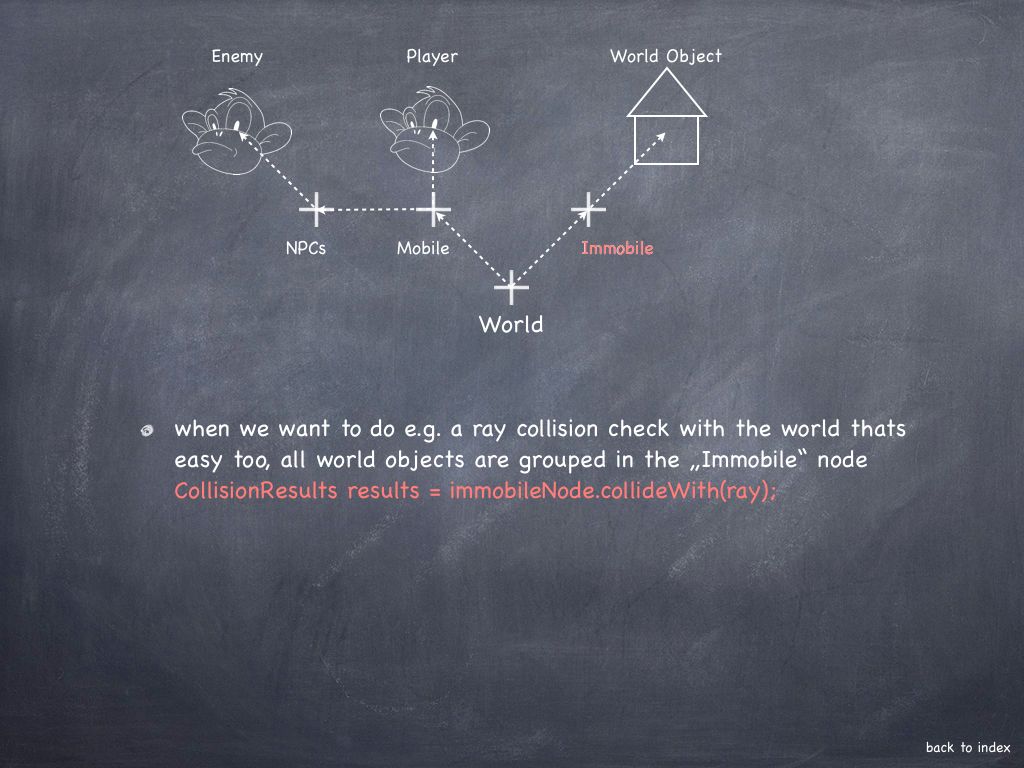 Enemy Player World Object
NPCs Mobile Immobile
World
when we want to do e.g. a ray collision check with the world thats
easy too, all world objects are grouped in the „Immobile“ node
CollisionResults results = immobileNode.collideWith(ray);
back to index